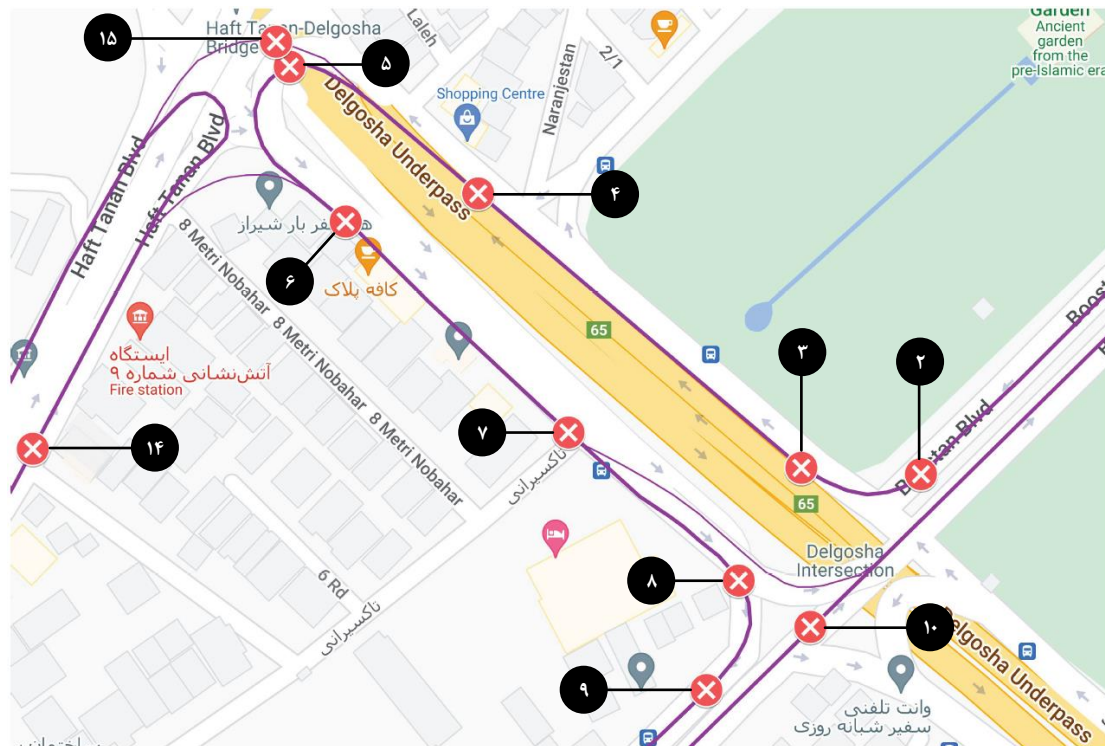 Haft Tanan-Delgosha
Bridge
Laleh
2/1
Garden
Ancient
garden
from the
pre-Islamic era
۱۵
۵
Shopping Centre
Naranjestan
Delgosha Underpass
Haft Tanan Blvd
Haft Tanan Blvd
۴
۶
کافه پلاک
8 Metri Nobahar
8 Metri Nobahar
8 Metri Nobahar
65
ایستگاه
آتش‌نشانی شماره ۹
Fire station
۳
۲
۷
۱۴
تاکسیرانی
65
Delgosha
Intersection
6 Rd
تاکسیرانی
۸
۱۰
Delgosha Underpass
۹
وانت تلفنی
سفیر شبانه روزی